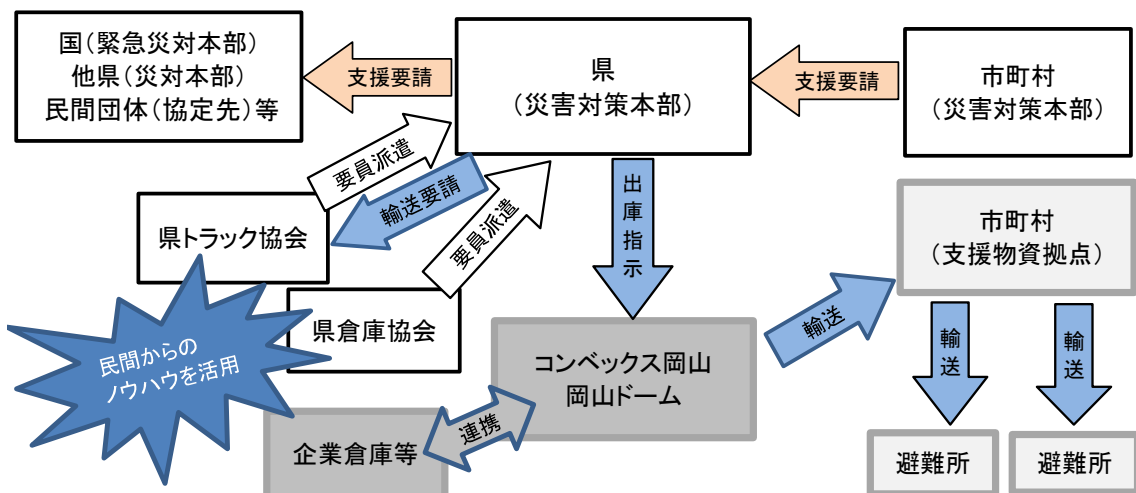 国(緊急災対本部)
他県(災対本部)
民間団体(協定先)等
支援要請
県
(災害対策本部)
支援要請
市町村
(災害対策本部)
要員派遣
輸送要請
要員派遣
出庫指示
県トラック協会
県倉庫協会
民間からの
ノウハウを活用
市町村
(支援物資拠点)
輸送
コンベックス岡山
岡山ドーム
連携
企業倉庫等
輸送
輸送
避難所
避難所